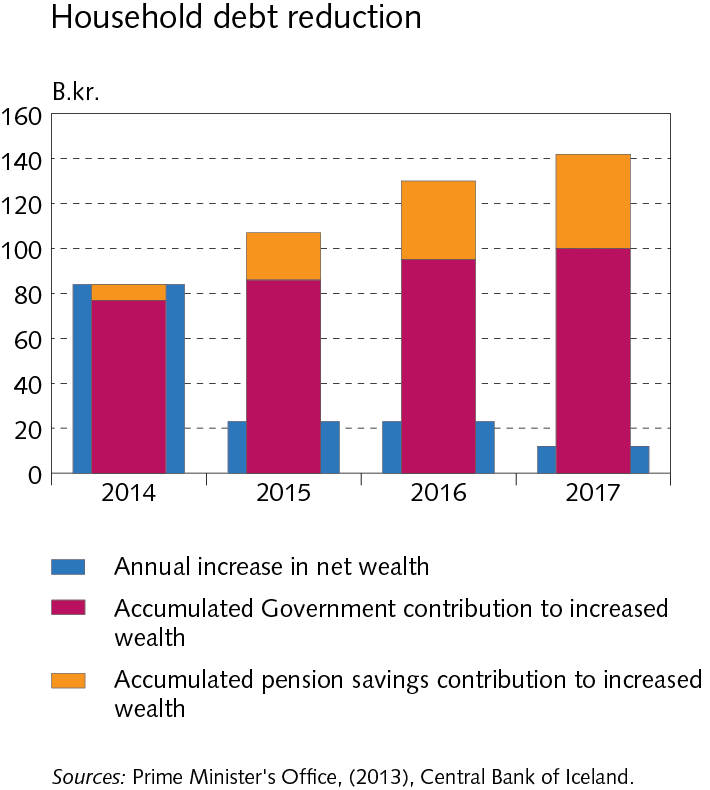 Household debt reduction
B.kr.
160
140
120
100
80
60
40
20
0
2014 2015 2016 2017
Annual increase in net wealth
Accumulated Government contribution to increased
wealth
Accumulated pension savings contribution to increased
wealth
Sources: Prime Minister's Office, (2013), Central Bank of Iceland.